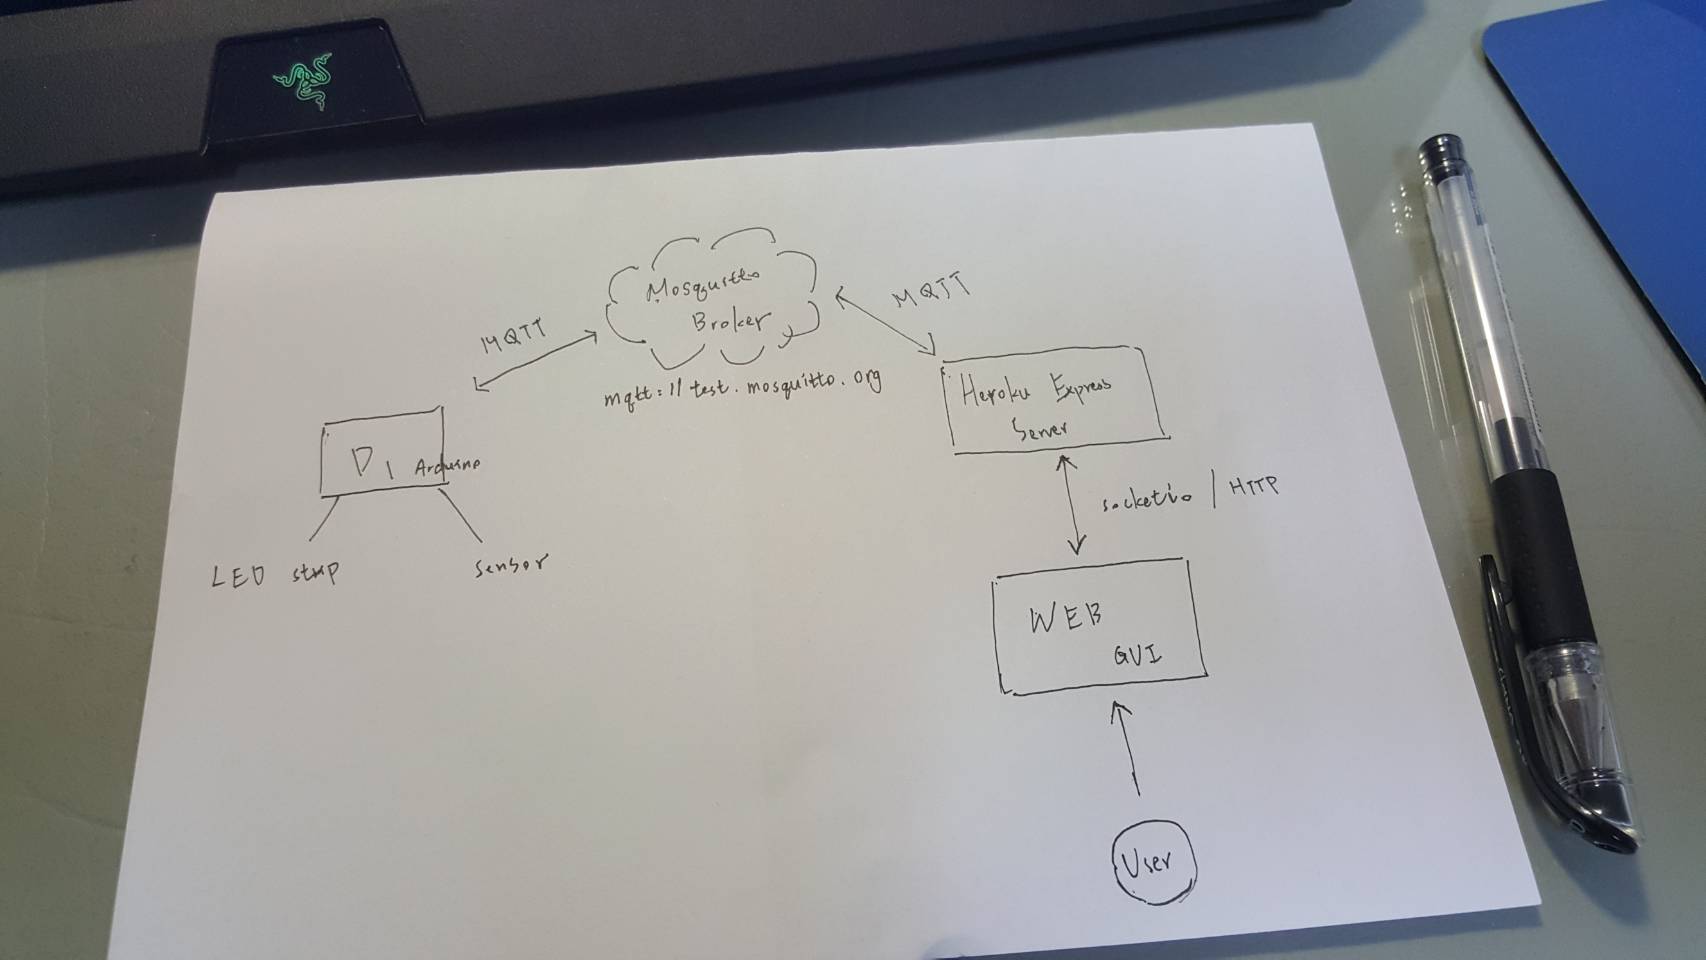 Mosquitto
Broker
MQTT
MQTT
mqtt://test.mosquitto.org
Heroku Express
Server
D1 Arduino
socketio / HTTP
LED strip
sensor
WEB
GUI
User